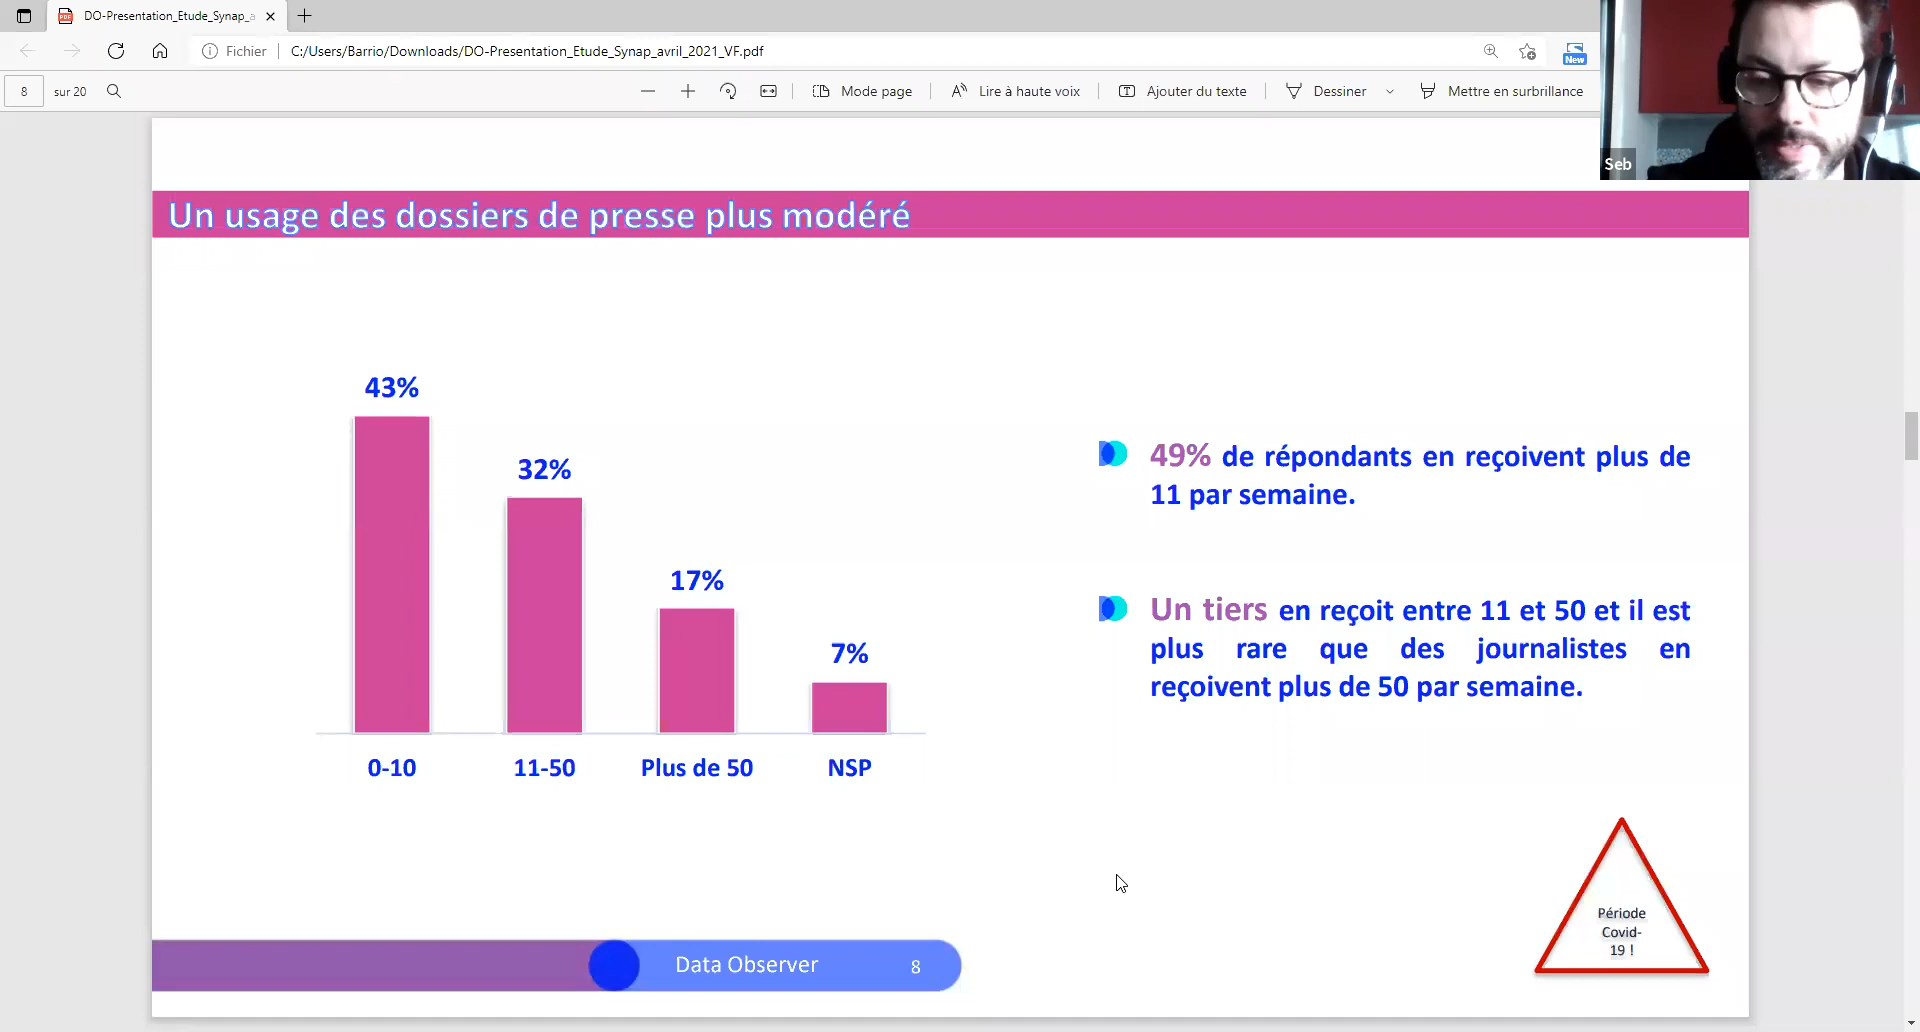 DO-Presentation_Etude_Synap_a
Fichier
C:/Users/Barrio/Downloads/DO-Presentation_Etude_Synap_avril_2021_VF.pdf
New
8
sur 20
Mode page
Lire à haute voix
Ajouter du texte
Dessiner
Mettre en surbrillance
Seb
Un usage des dossiers de presse plus modéré
43%
32%
17%
7%
0-10
11-50
Plus de 50
NSP
49% de répondants en reçoivent plus de
11 par semaine.
Un tiers en reçoit entre 11 et 50 et il est
plus rare que des journalistes en
reçoivent plus de 50 par semaine.
Période
Covid-
19 !
Data Observer
8